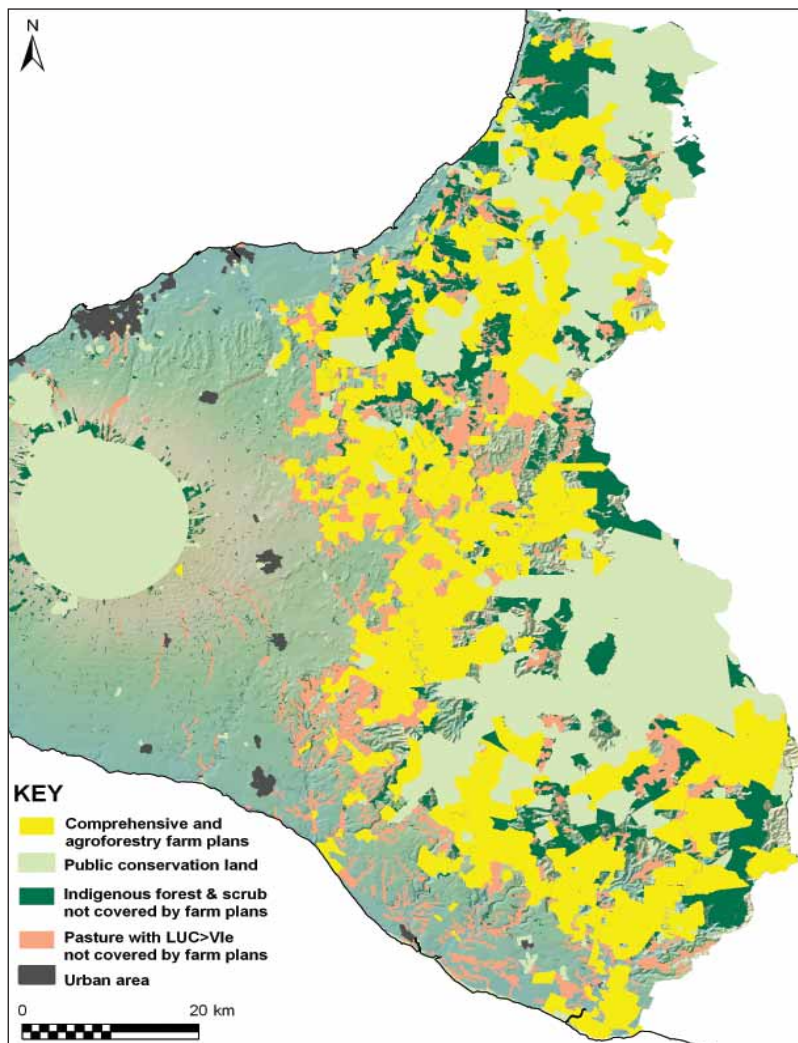 N
KEY
Comprehensive and
agroforestry farm plans
Public conservation land
Indigenous forest & scrub
not covered by farm plans
Pasture with LUC>VIe
not covered by farm plans
Urban area
0 20 km